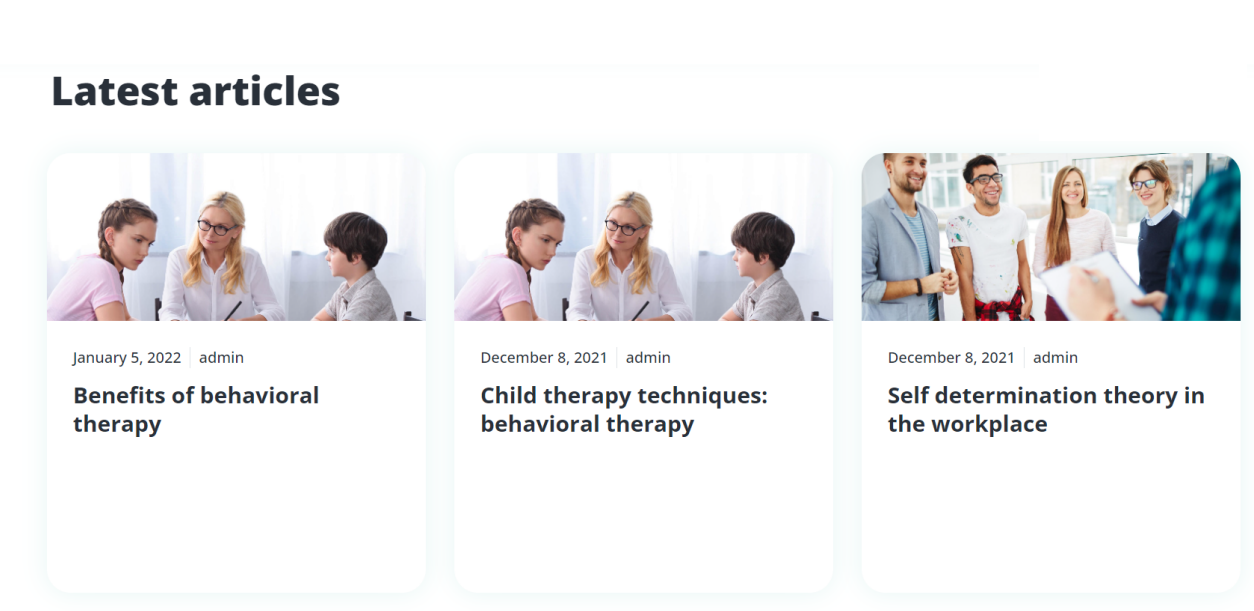 Latest articles
January 5, 2022 admin
Benefits of behavioral
therapy
December 8, 2021 admin
Child therapy techniques:
behavioral therapy
December 8, 2021 admin
Self determination theory in
the workplace